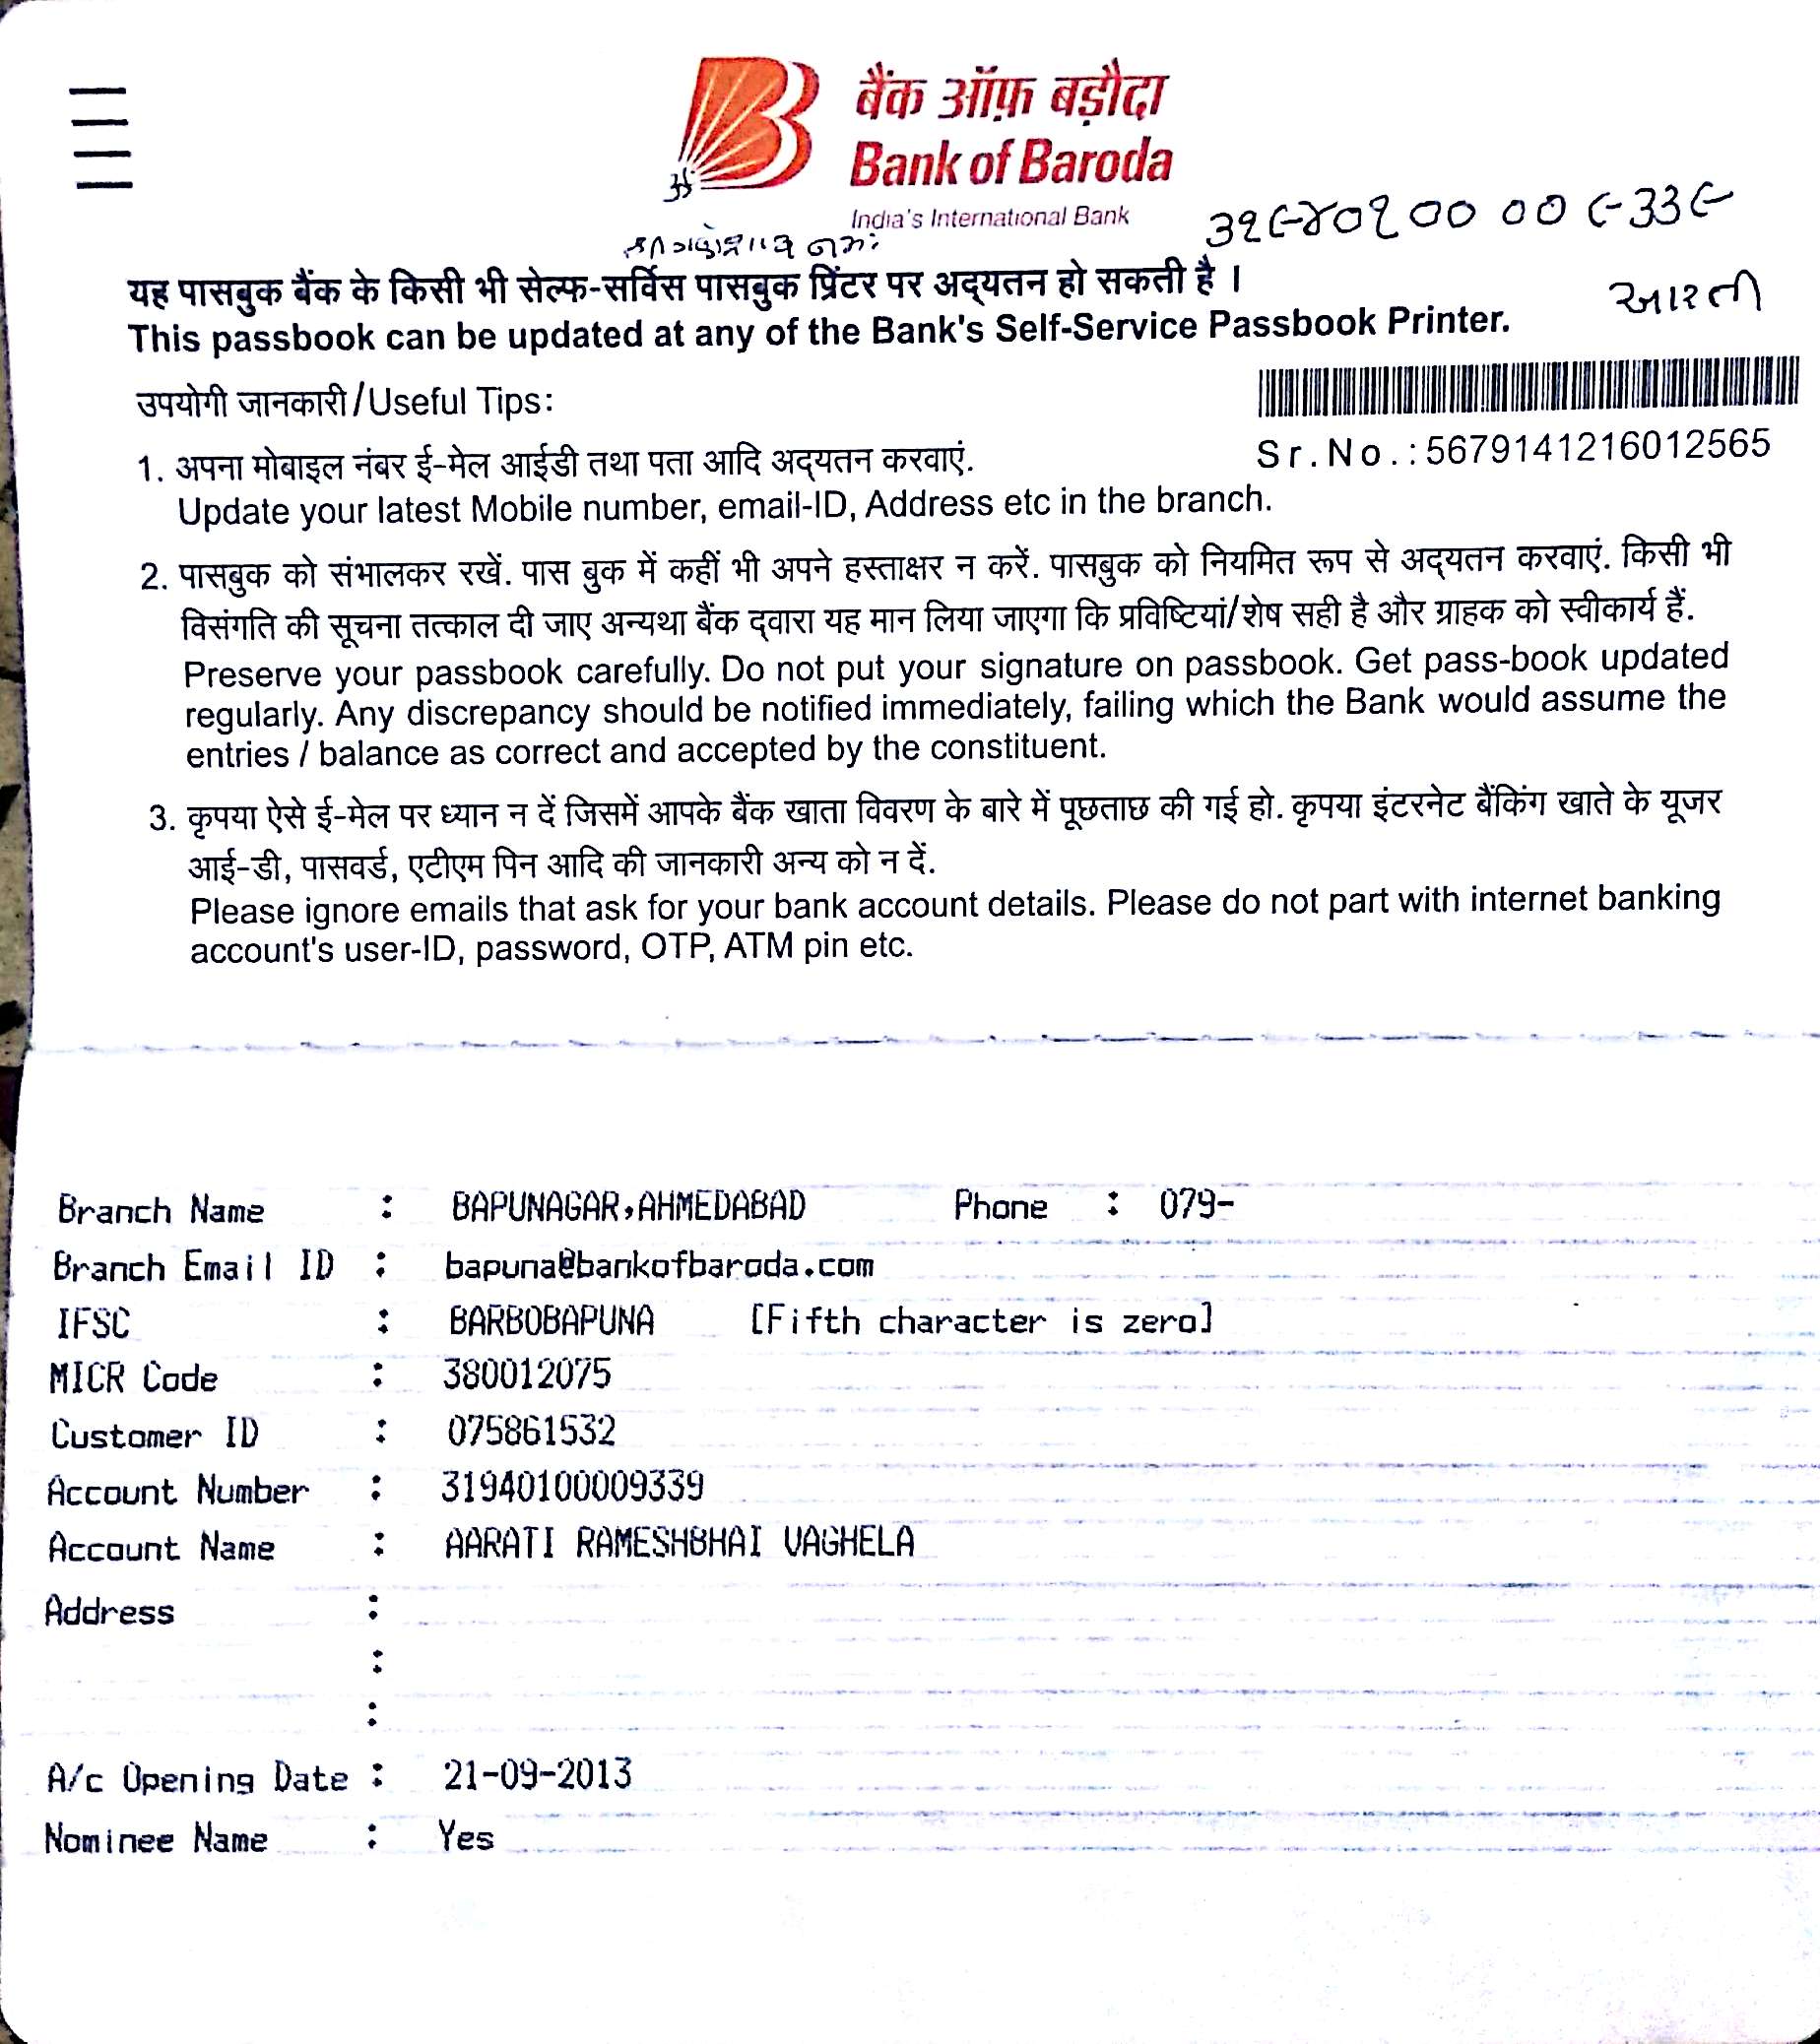 बैंक ऑफ़ बड़ौदा
Bank of Baroda
India's International Bank
ૐ
૩૧૯૪૦૧૦૦ ૦૦ ૯૩૩૯
यह पासबुक बैंक के किसी भी सेल्फ-सर्विस पासबुक प्रिंटर पर अद्यतन हो सकती है ।
આરતી
This passbook can be updated at any of the Bank's Self-Service Passbook Printer.
उपयोगी जानकारी/Useful Tips:
Sr.No.:5679141216012565
1. अपना मोबाइल नंबर ई-मेल आईडी तथा पता आदि अद्यतन करवाएं.
Update your latest Mobile number, email-ID, Address etc in the branch.
2. पासबुक को संभालकर रखें. पास बुक में कहीं भी अपने हस्ताक्षर न करें. पासबुक को नियमित रूप से अद्यतन करवाएं. किसी भी
विसंगति की सूचना तत्काल दी जाए अन्यथा बैंक द्वारा यह मान लिया जाएगा कि प्रविष्टियां/शेष सही है और ग्राहक को स्वीकार्य हैं.
Preserve your passbook carefully. Do not put your signature on passbook. Get pass-book updated
regularly. Any discrepancy should be notified immediately, failing which the Bank would assume the
entries / balance as correct and accepted by the constituent.
3. कृपया ऐसे ई-मेल पर ध्यान न दें जिसमें आपके बैंक खाता विवरण के बारे में पूछताछ की गई हो. कृपया इंटरनेट बैंकिंग खाते के यूजर
आई-डी, पासवर्ड, एटीएम पिन आदि की जानकारी अन्य को न दें.
Please ignore emails that ask for your bank account details. Please do not part with internet banking
account's user-ID, password, OTP, ATM pin etc.
Branch Name : BAPUNAGAR,AHMEDABAD Phone : 079-
Branch Email ID : bapuna@bankofbaroda.com
IFSC : BARB0BAPUNA [Fifth character is zero]
MICR Code : 380012075
Customer ID : 075861532
Account Number : 31940100009339
Account Name : AARATI RAMESHBHAI VAGHELA
Address :
:
:
A/c Opening Date : 21-09-2013
Nominee Name : Yes